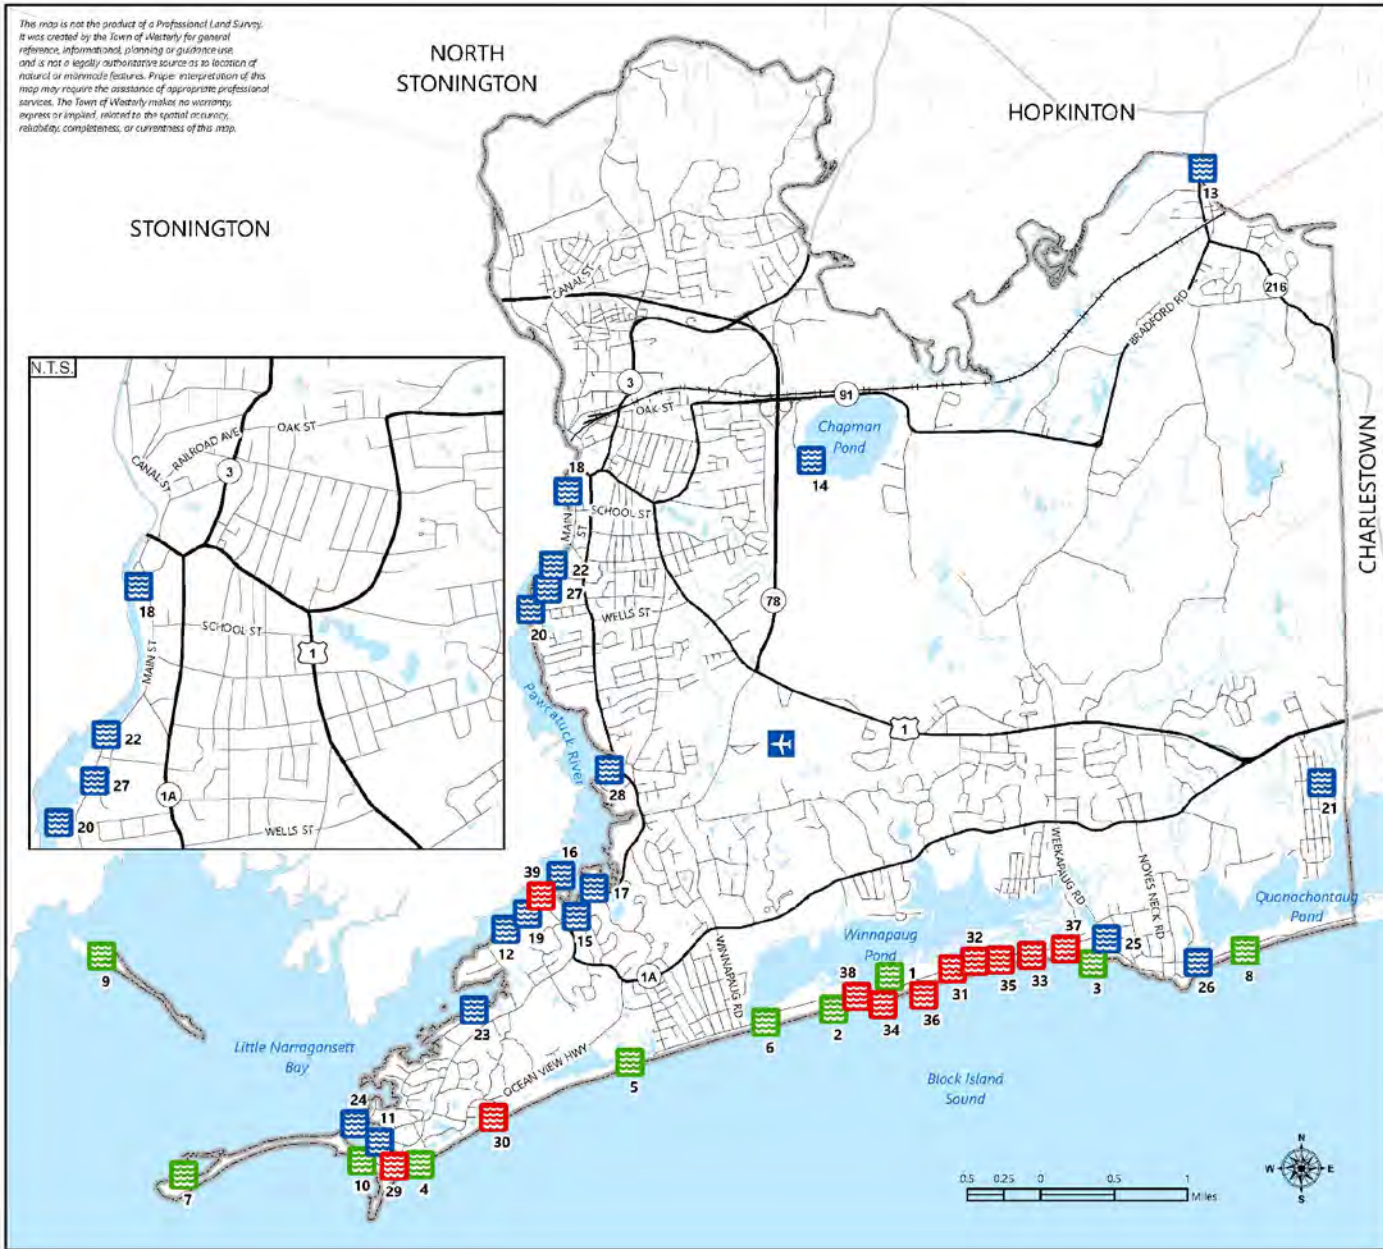 This map is not the product of a Professional Land Survey.
It was created by the Town of Westerly for general
reference, informational, planning or guidance use,
and is not a legally authoritative source as to location of
natural or manmade features. Proper interpretation of this
map may require the assistance of appropriate professional
services. The Town of Westerly makes no warranty,
express or implied, related to the spatial accuracy,
reliability, completeness, or currentness of this map.
NORTH
STONINGTON
HOPKINTON
STONINGTON
13
CANAL ST
216
BRADFORD RD
N.T.S.
3
OAK ST
91
Chapman
Pond
14
CHARLESTOWN
OAK ST
RAILROAD AVE
CANAL ST
3
18
SCHOOL ST
MAIN ST
1
22
27
1A
20
WELLS ST
18
SCHOOL ST
MAIN
ST
22
27
WELLS ST
20
78
Pawcatuck River
1
28
21
16
39
17
WEEKAPAUG RD
NOYES NECK RD
Quonochontaug
Pond
19
12
15
9
1A
WINNAPAUG RD
Winnapaug
Pond
32
37
25
38
1
31
35
33
3
26
8
23
2
34
36
6
Little Narragansett
Bay
OCEAN VIEW HWY
5
Block Island
Sound
24
11
30
10
29
4
7
N
W
E
S
0.5
0.25
0
0.5
1
Miles